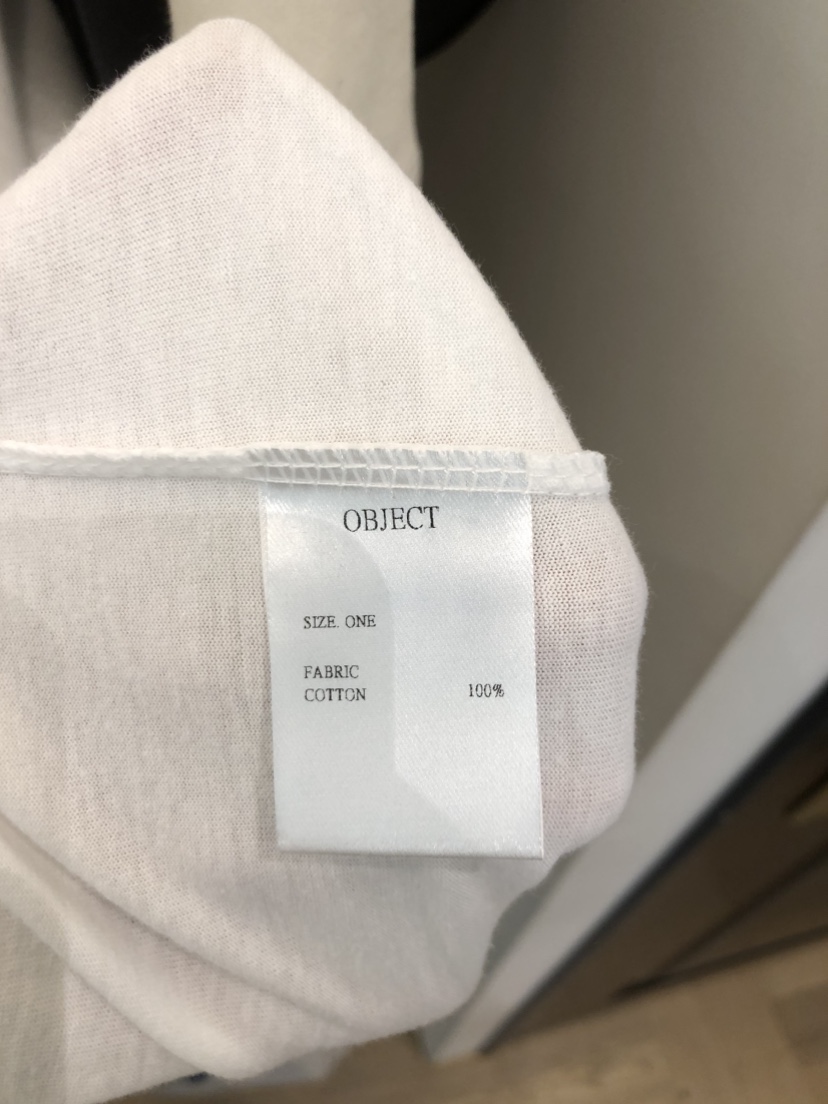 OBJECT
SIZE. ONE
FABRIC
COTTON 100%